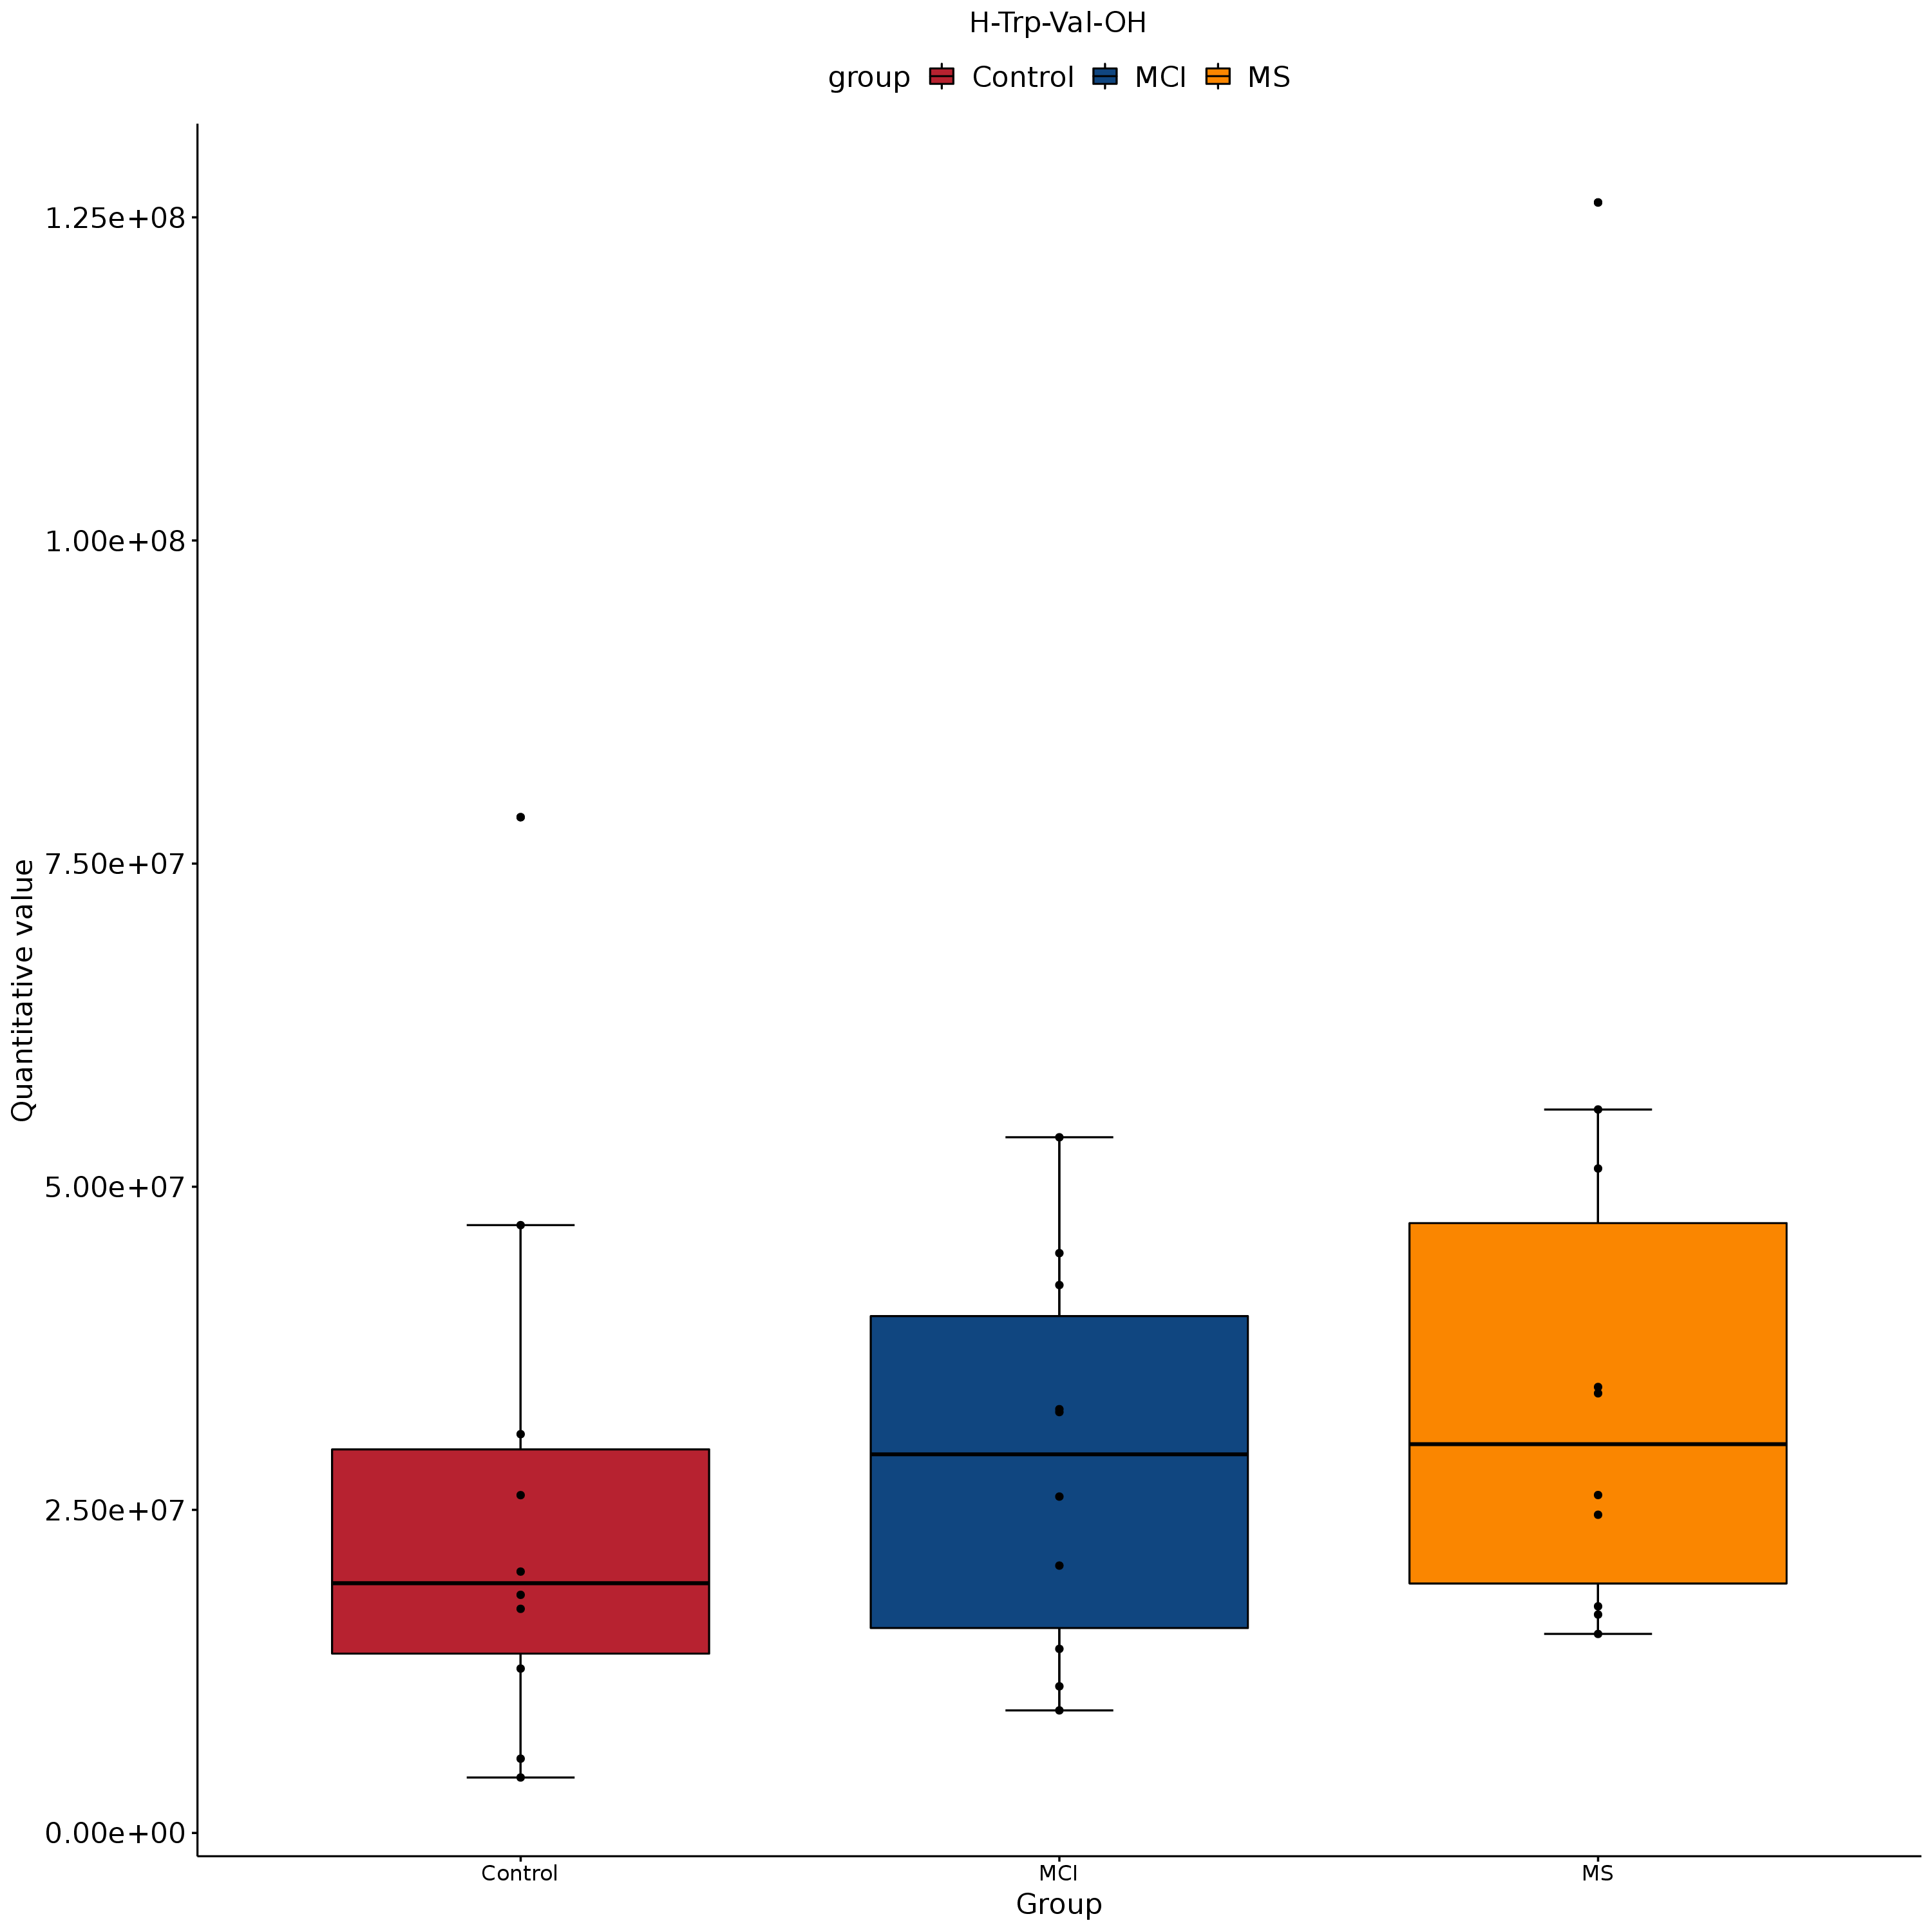 H-Trp-Val-OH
group Control MCI MS
1.25e+08
1.00e+08
7.50e+07
5.00e+07
2.50e+07
0.00e+00
Quantitative value
Control MCI MS
Group